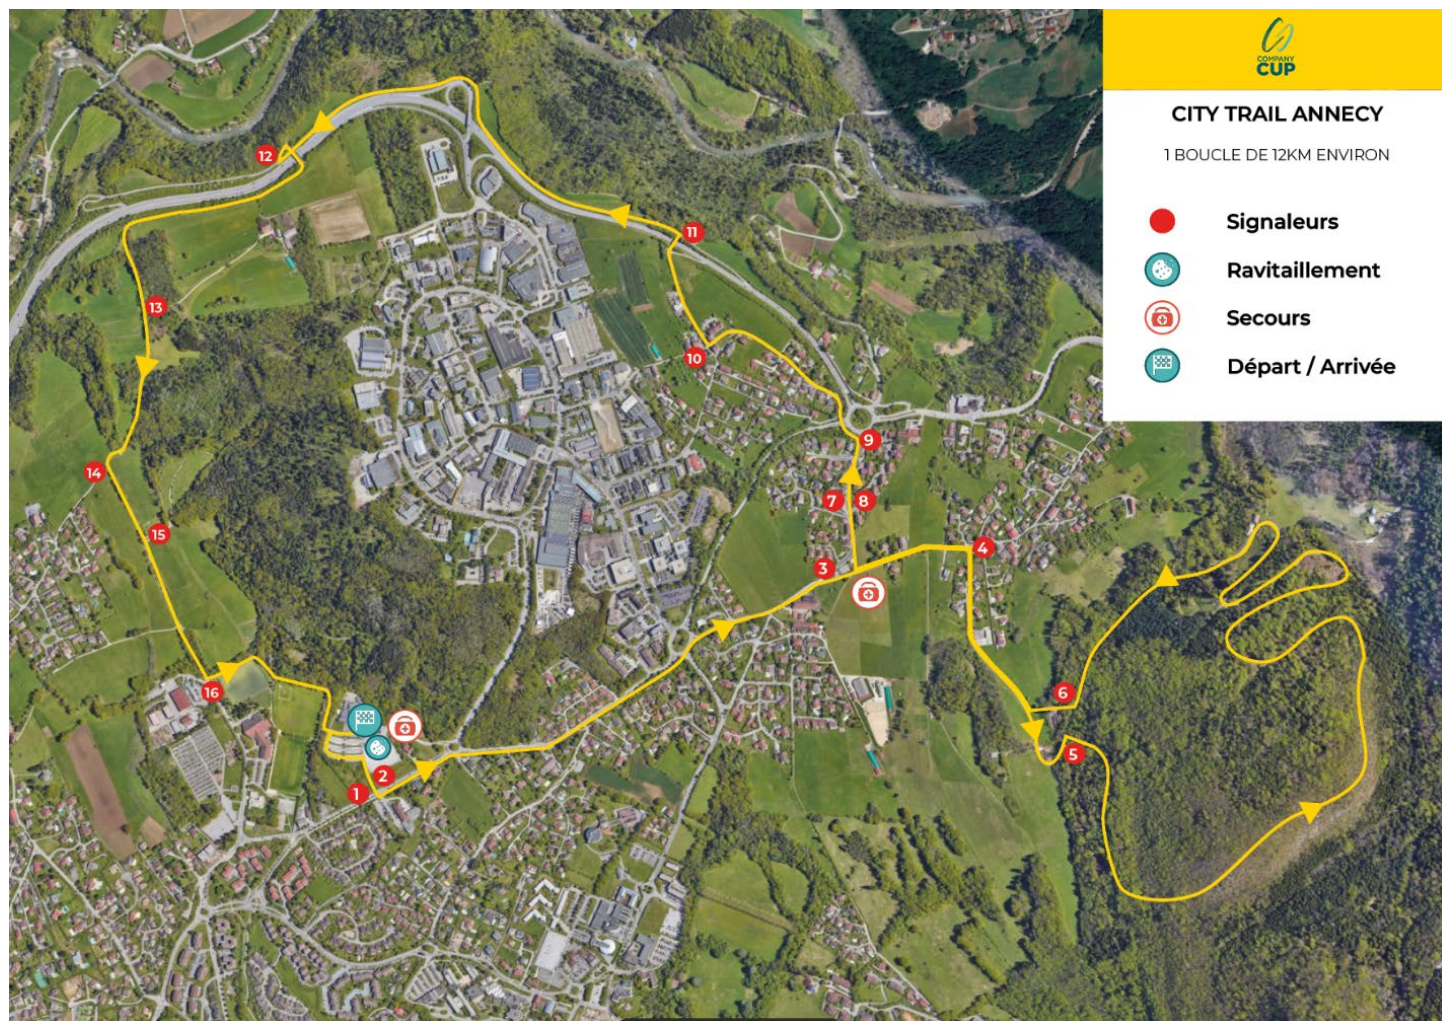 COMPANY
CUP
CITY TRAIL ANNECY
1 BOUCLE DE 12KM ENVIRON
Signaleurs
Ravitaillement
Secours
Départ / Arrivée
12
11
13
10
9
14
7
8
15
4
3
16
6
5
2
1